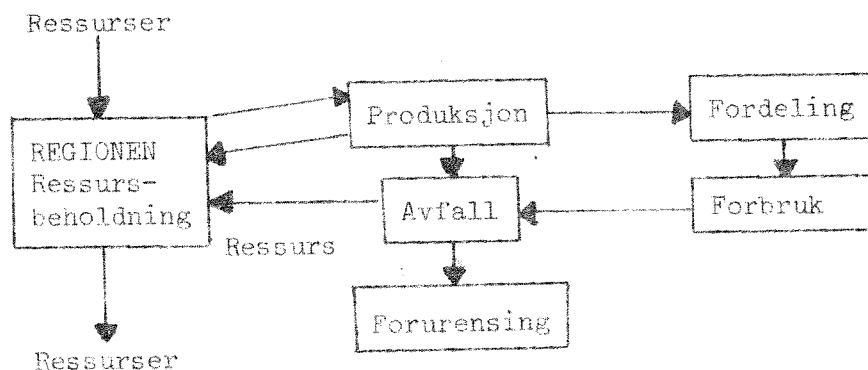 Ressurser
Produksjon
Fordeling
REGIONEN
Ressurs-
beholdning
Avfall
Forbruk
Ressurs
Forurensing
Ressurser